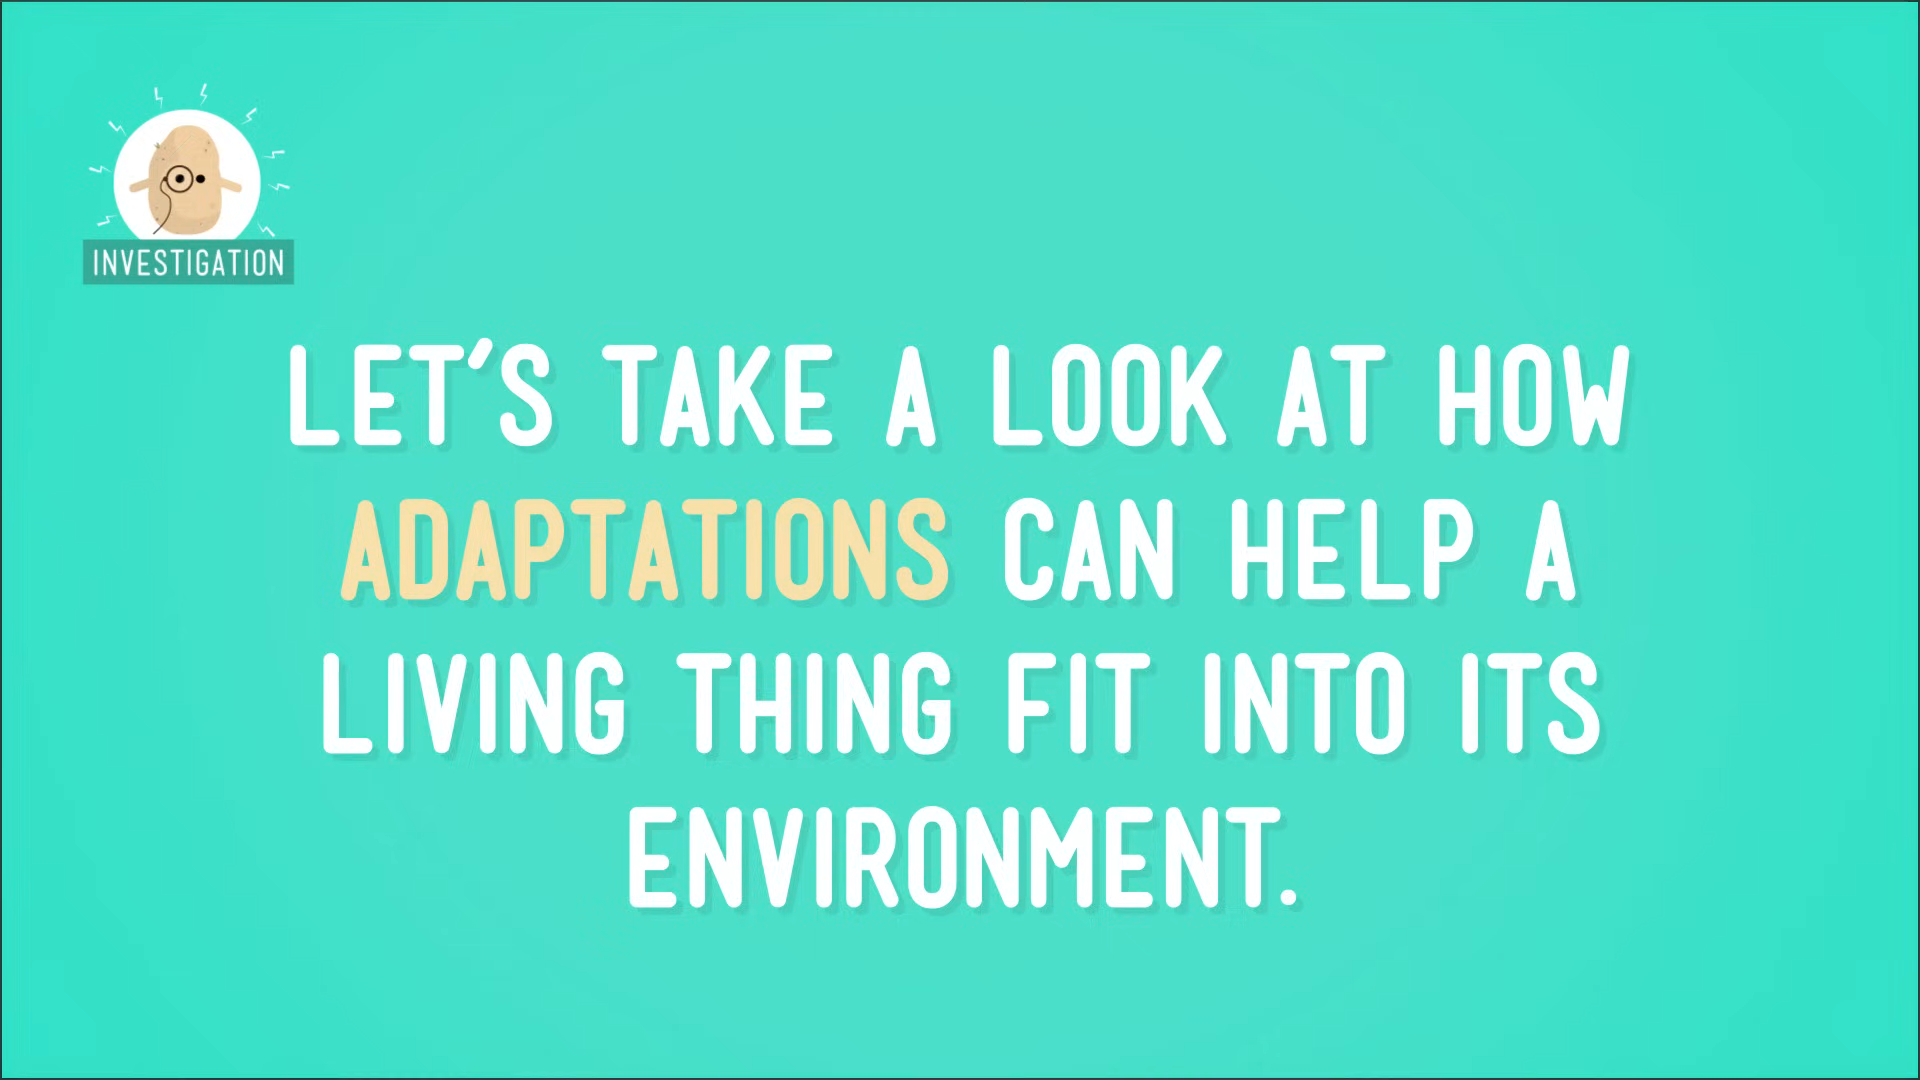 INVESTIGATION
LET'S TAKE A LOOK AT HOW
ADAPTATIONS CAN HELP A
LIVING THING FIT INTO ITS
ENVIRONMENT.